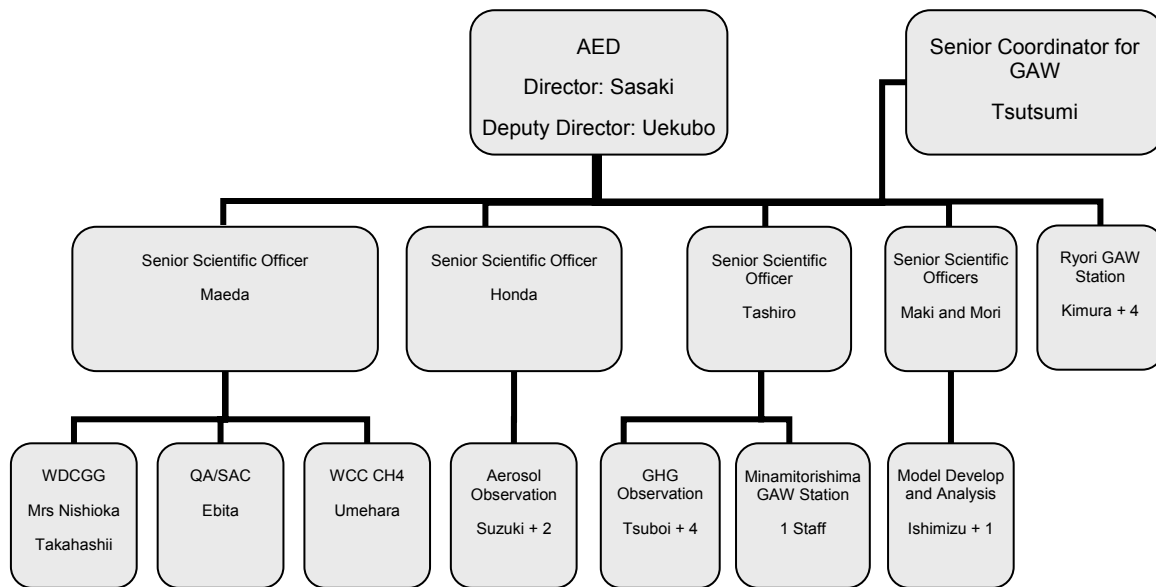 AED
Director: Sasaki
Deputy Director: Uekubo
Senior Coordinator for
GAW
Tsutsumi
Senior Scientific Officer
Maeda
Senior Scientific Officer
Honda
Senior Scientific
Officer
Tashiro
Senior Scientific
Officers
Maki and Mori
Ryori GAW
Station
Kimura + 4
WDCGG
Mrs Nishioka
Takahashii
QA/SAC
Ebita
WCC CH4
Umehara
Aerosol
Observation
Suzuki + 2
GHG
Observation
Tsuboi + 4
Minamitorishima
GAW Station
1 Staff
Model Develop
and Analysis
Ishimizu + 1